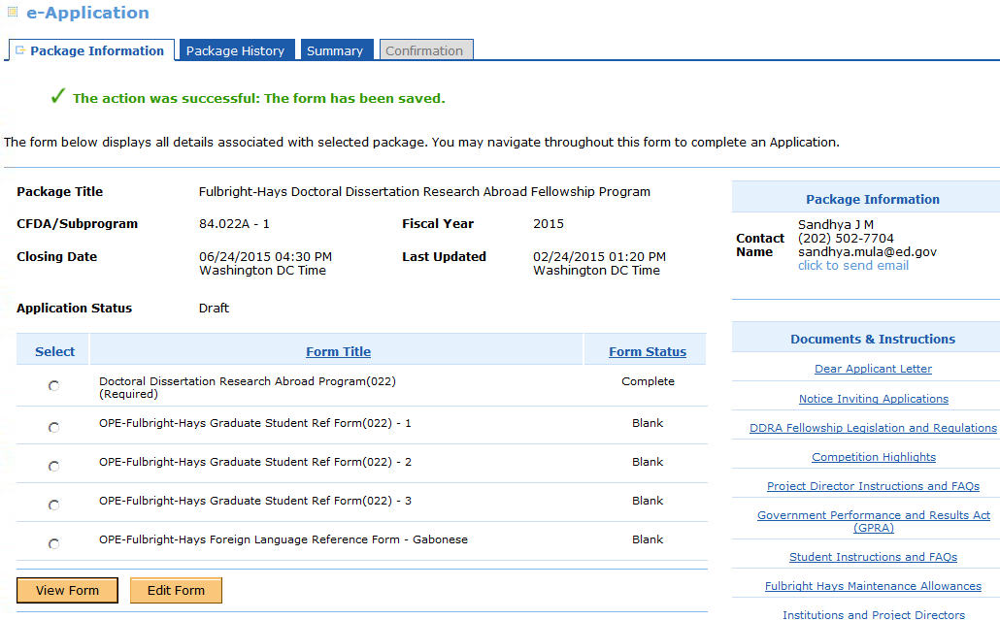 e-Application
Package Information
Package History
Summary
Confirmation
The action was successful: The form has been saved.
The form below displays all details associated with selected package. You may navigate throughout this form to complete an Application.
Package Title Fulbright-Hays Doctoral Dissertation Research Abroad Fellowship Program
CFDA/Subprogram 84.022A - 1 Fiscal Year 2015
Closing Date 06/24/2015 04:30 PM Last Updated 02/24/2015 01:20 PM
Washington DC Time Washington DC Time
Application Status Draft
Select Form Title Form Status
Doctoral Dissertation Research Abroad Program(022) Complete
(Required)
OPE-Fulbright-Hays Graduate Student Ref Form(022) - 1 Blank
OPE-Fulbright-Hays Graduate Student Ref Form(022) - 2 Blank
OPE-Fulbright-Hays Graduate Student Ref Form(022) - 3 Blank
OPE-Fulbright-Hays Foreign Language Reference Form - Gabonese Blank
View Form Edit Form
Package Information
Sandhya J M
Contact (202) 502-7704
Name sandhya.mula@ed.gov
click to send email
Documents & Instructions
Dear Applicant Letter
Notice Inviting Applications
DDRA Fellowship Legislation and Regulations
Competition Highlights
Project Director Instructions and FAQs
Government Performance and Results Act
(GPRA)
Student Instructions and FAQs
Fulbright Hays Maintenance Allowances
Institutions and Project Directors